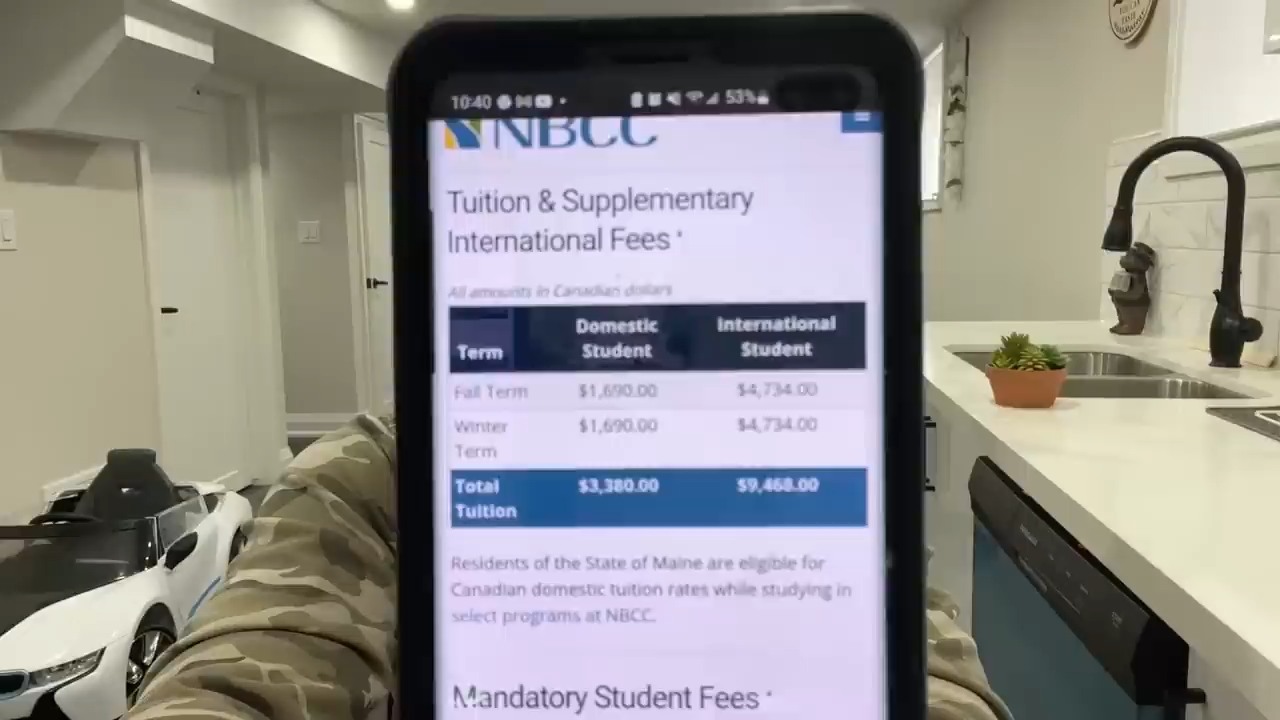 10:40
53%
NBCC
Tuition & Supplementary
International Fees *
All amounts in Canadian dollars
Term Domestic Student International Student
Fall Term $1,690.00 $4,734.00
Winter Term $1,690.00 $4,734.00
Total Tuition $3,380.00 $9,468.00
Residents of the State of Maine are eligible for
Canadian domestic tuition rates while studying in
select programs at NBCC.
Mandatory Student Fees *